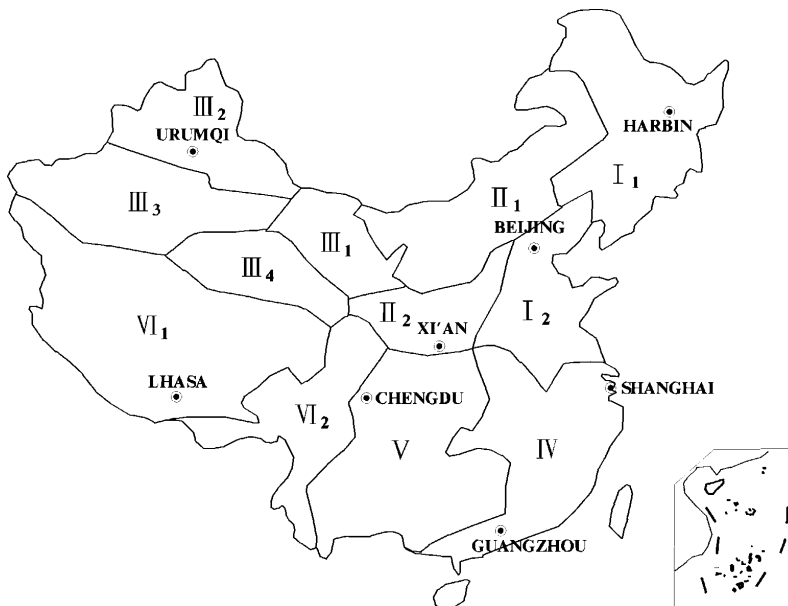 Ⅲ2
URUMQI
HARBIN
Ⅰ1
Ⅲ3
Ⅱ1
BEIJING
Ⅲ1
Ⅲ4
Ⅱ2
Ⅰ2
Ⅵ1
XI'AN
LHASA
CHENGDU
SHANGHAI
Ⅵ2
Ⅴ
Ⅳ
GUANGZHOU